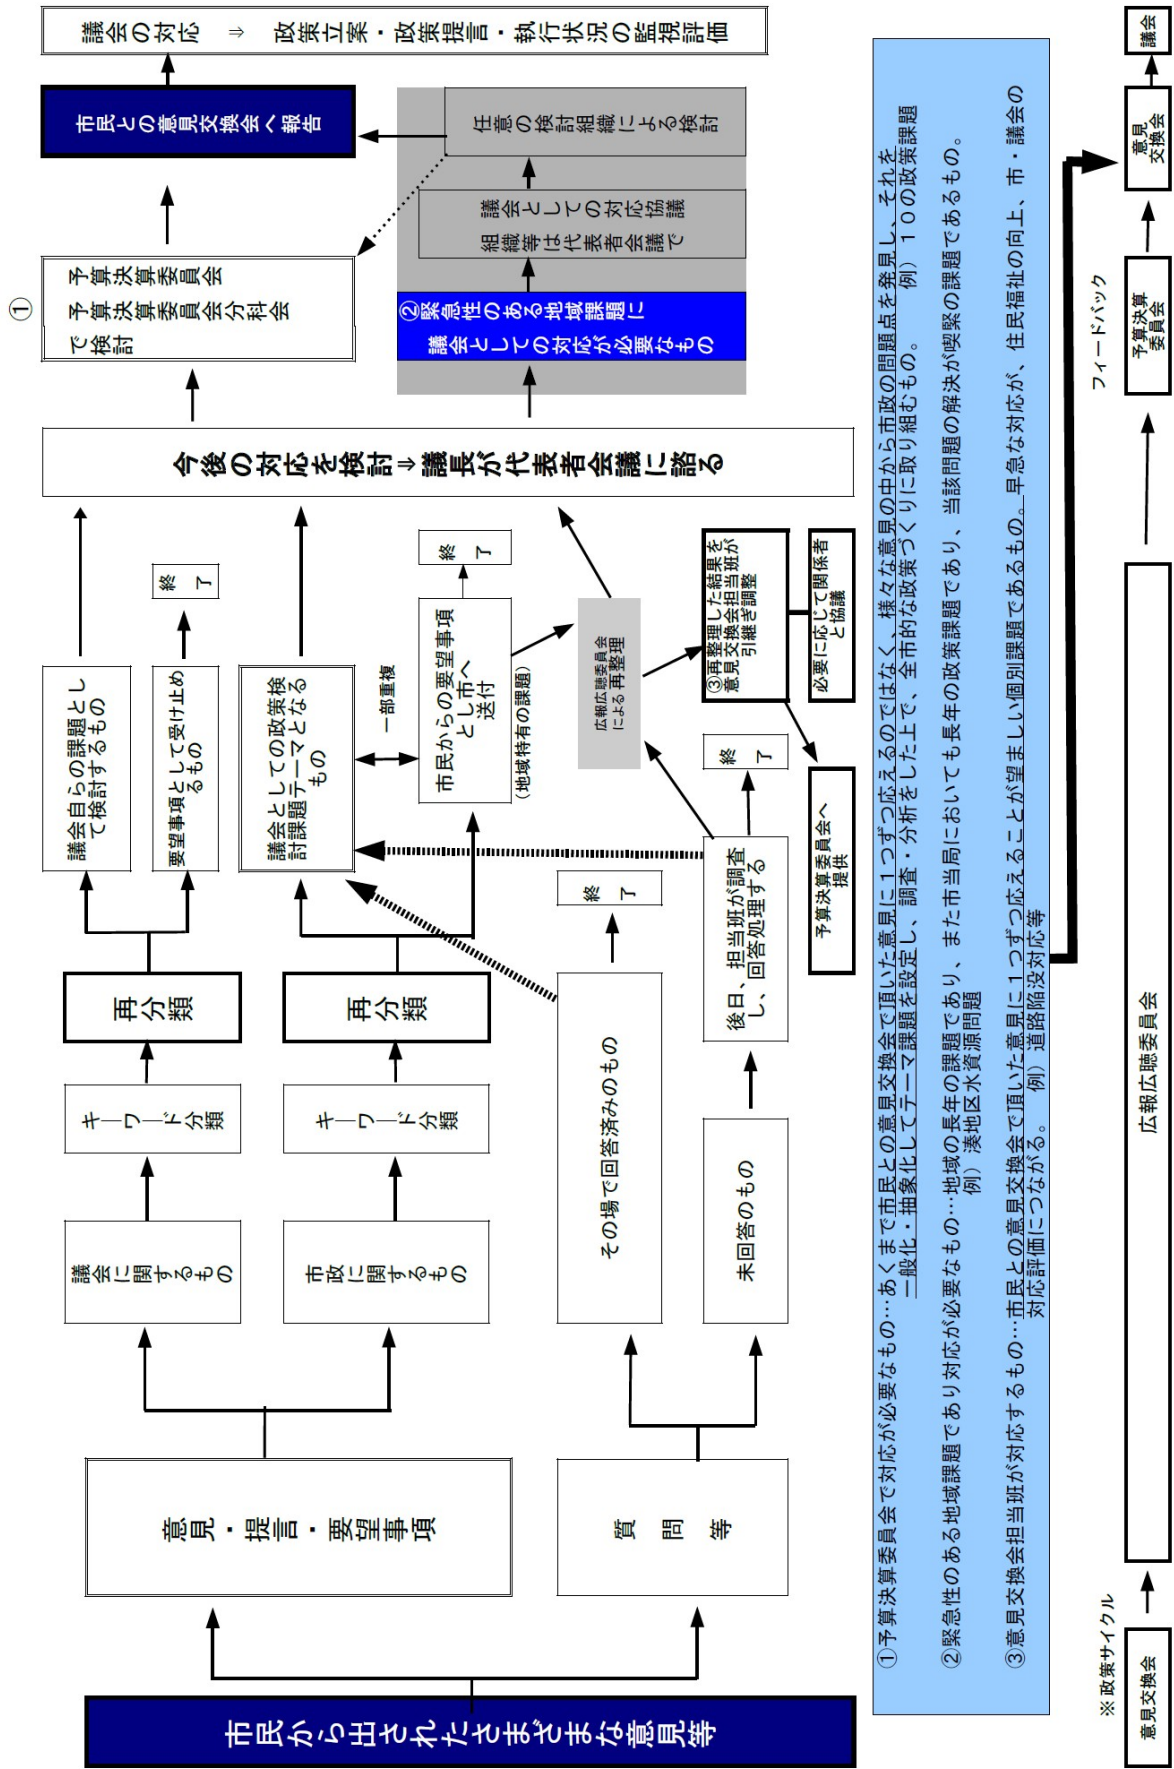 市民から出されたさまざまな意見等
意見・提言・要望事項
質問等
議会に関するもの
市政に関するもの
その場で回答済みのもの
未回答のもの
キーワード分類
キーワード分類
再分類
再分類
後日、担当班が調査
し、回答処理する
議会自らの課題とし
て検討するもの
要望事項として受け止め
るもの
終了
議会としての政策検
討課題テーマとなる
もの
一部重複
市民からの要望事項
とし市へ
送付
(地域特有の課題)
終了
終了
終了
広報広聴委員会
による再整理
③再整理した結果を
意見交換会担当班が
引継ぎ調整
必要に応じて関係者
と協議
予算決算委員会へ
提供
今後の対応を検討⇒議長が代表者会議に諮る
①
予算決算委員会
予算決算委員会分科会
で検討
②緊急性のある地域課題に
議会としての対応が必要なもの
議会としての対応協議
組織等は代表者会議で
任意の検討組織による検討
市民との意見交換会へ報告
議会の対応 ⇒ 政策立案・政策提言・執行状況の監視評価
①予算決算委員会で対応が必要なもの…あくまで市民との意見交換会で頂いた意見に1つずつ応えるのではなく、様々な意見の中から市政の問題点を発見し、それを
一般化・抽象化してテーマ課題を設定し、調査・分析をした上で、全市的な政策づくりに取り組むもの。 例)10の政策課題
②緊急性のある地域課題であり対応が必要なもの…地域の長年の課題であり、また市当局においても長年の政策課題であり、当該問題の解決が喫緊の課題であるもの。
例)湊地区水資源問題
③意見交換会担当班が対応するもの…市民との意見交換会で頂いた意見に1つずつ応えることが望ましい個別課題であるもの。早急な対応が、住民福祉の向上、市・議会の
対応評価につながる。 例)道路陥没対応等
※政策サイクル
フィードバック
意見交換会
広報広聴委員会
予算決算
委員会
意見
交換会
議会